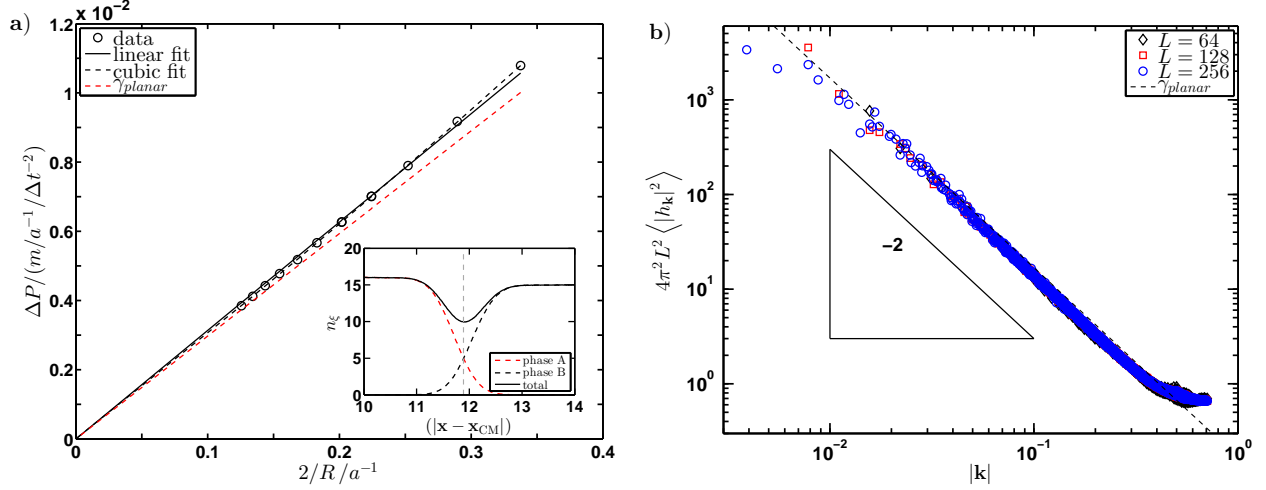 a)
1.2 × 10⁻²
1.0
0.8
0.6
0.4
0.2
0
ΔP/(m/a⁻¹/Δt⁻²)
data
linear fit
cubic fit
γplanar
0.1
0.2
0.3
0.4
2/R /a⁻¹
20
15
10
5
0
nξ
phase A
phase B
total
10
11
12
13
14
(|x − xCM|)
b)
L = 64
L = 128
L = 256
γplanar
10³
10²
10¹
10⁰
4π²L² ⟨|hk|²⟩
−2
10⁻²
10⁻¹
10⁰
|k|